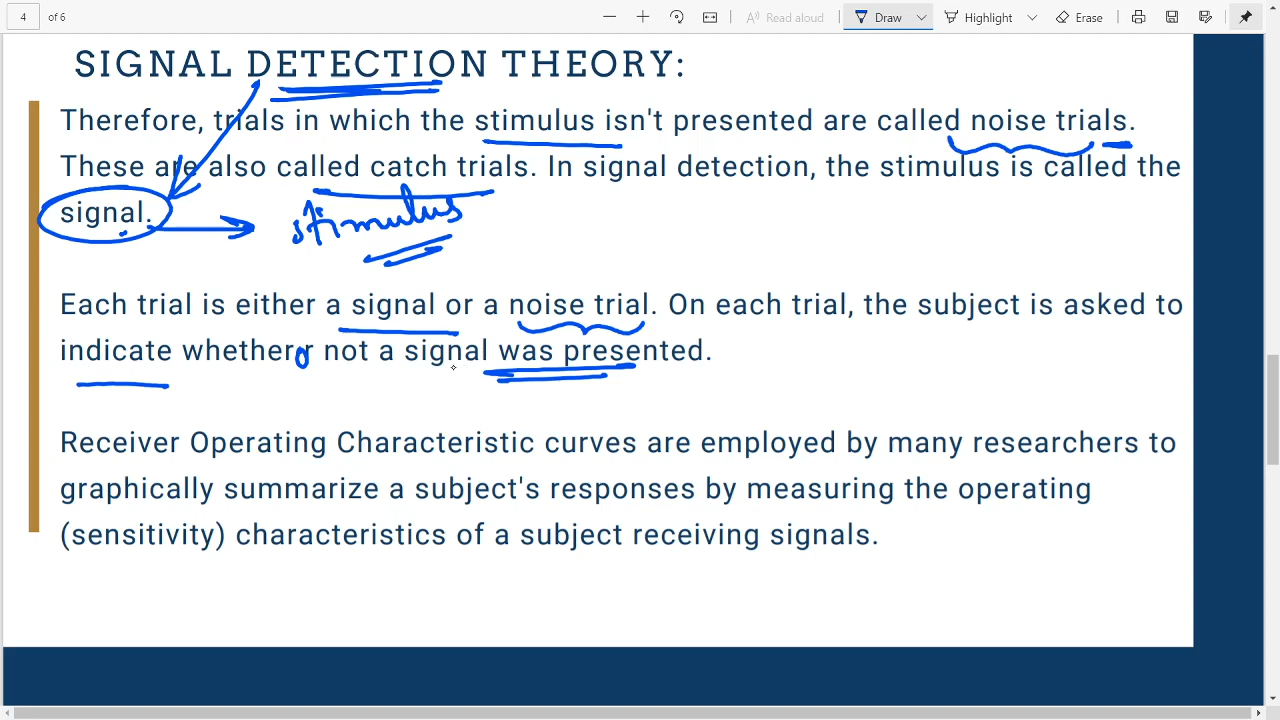 4 of 6 Read aloud Draw Highlight Erase
SIGNAL DETECTION THEORY:
Therefore, trials in which the stimulus isn't presented are called noise trials.
These are also called catch trials. In signal detection, the stimulus is called the
signal.
stimulus
Each trial is either a signal or a noise trial. On each trial, the subject is asked to
indicate whether not a signal was presented.
Receiver Operating Characteristic curves are employed by many researchers to
graphically summarize a subject's responses by measuring the operating
(sensitivity) characteristics of a subject receiving signals.